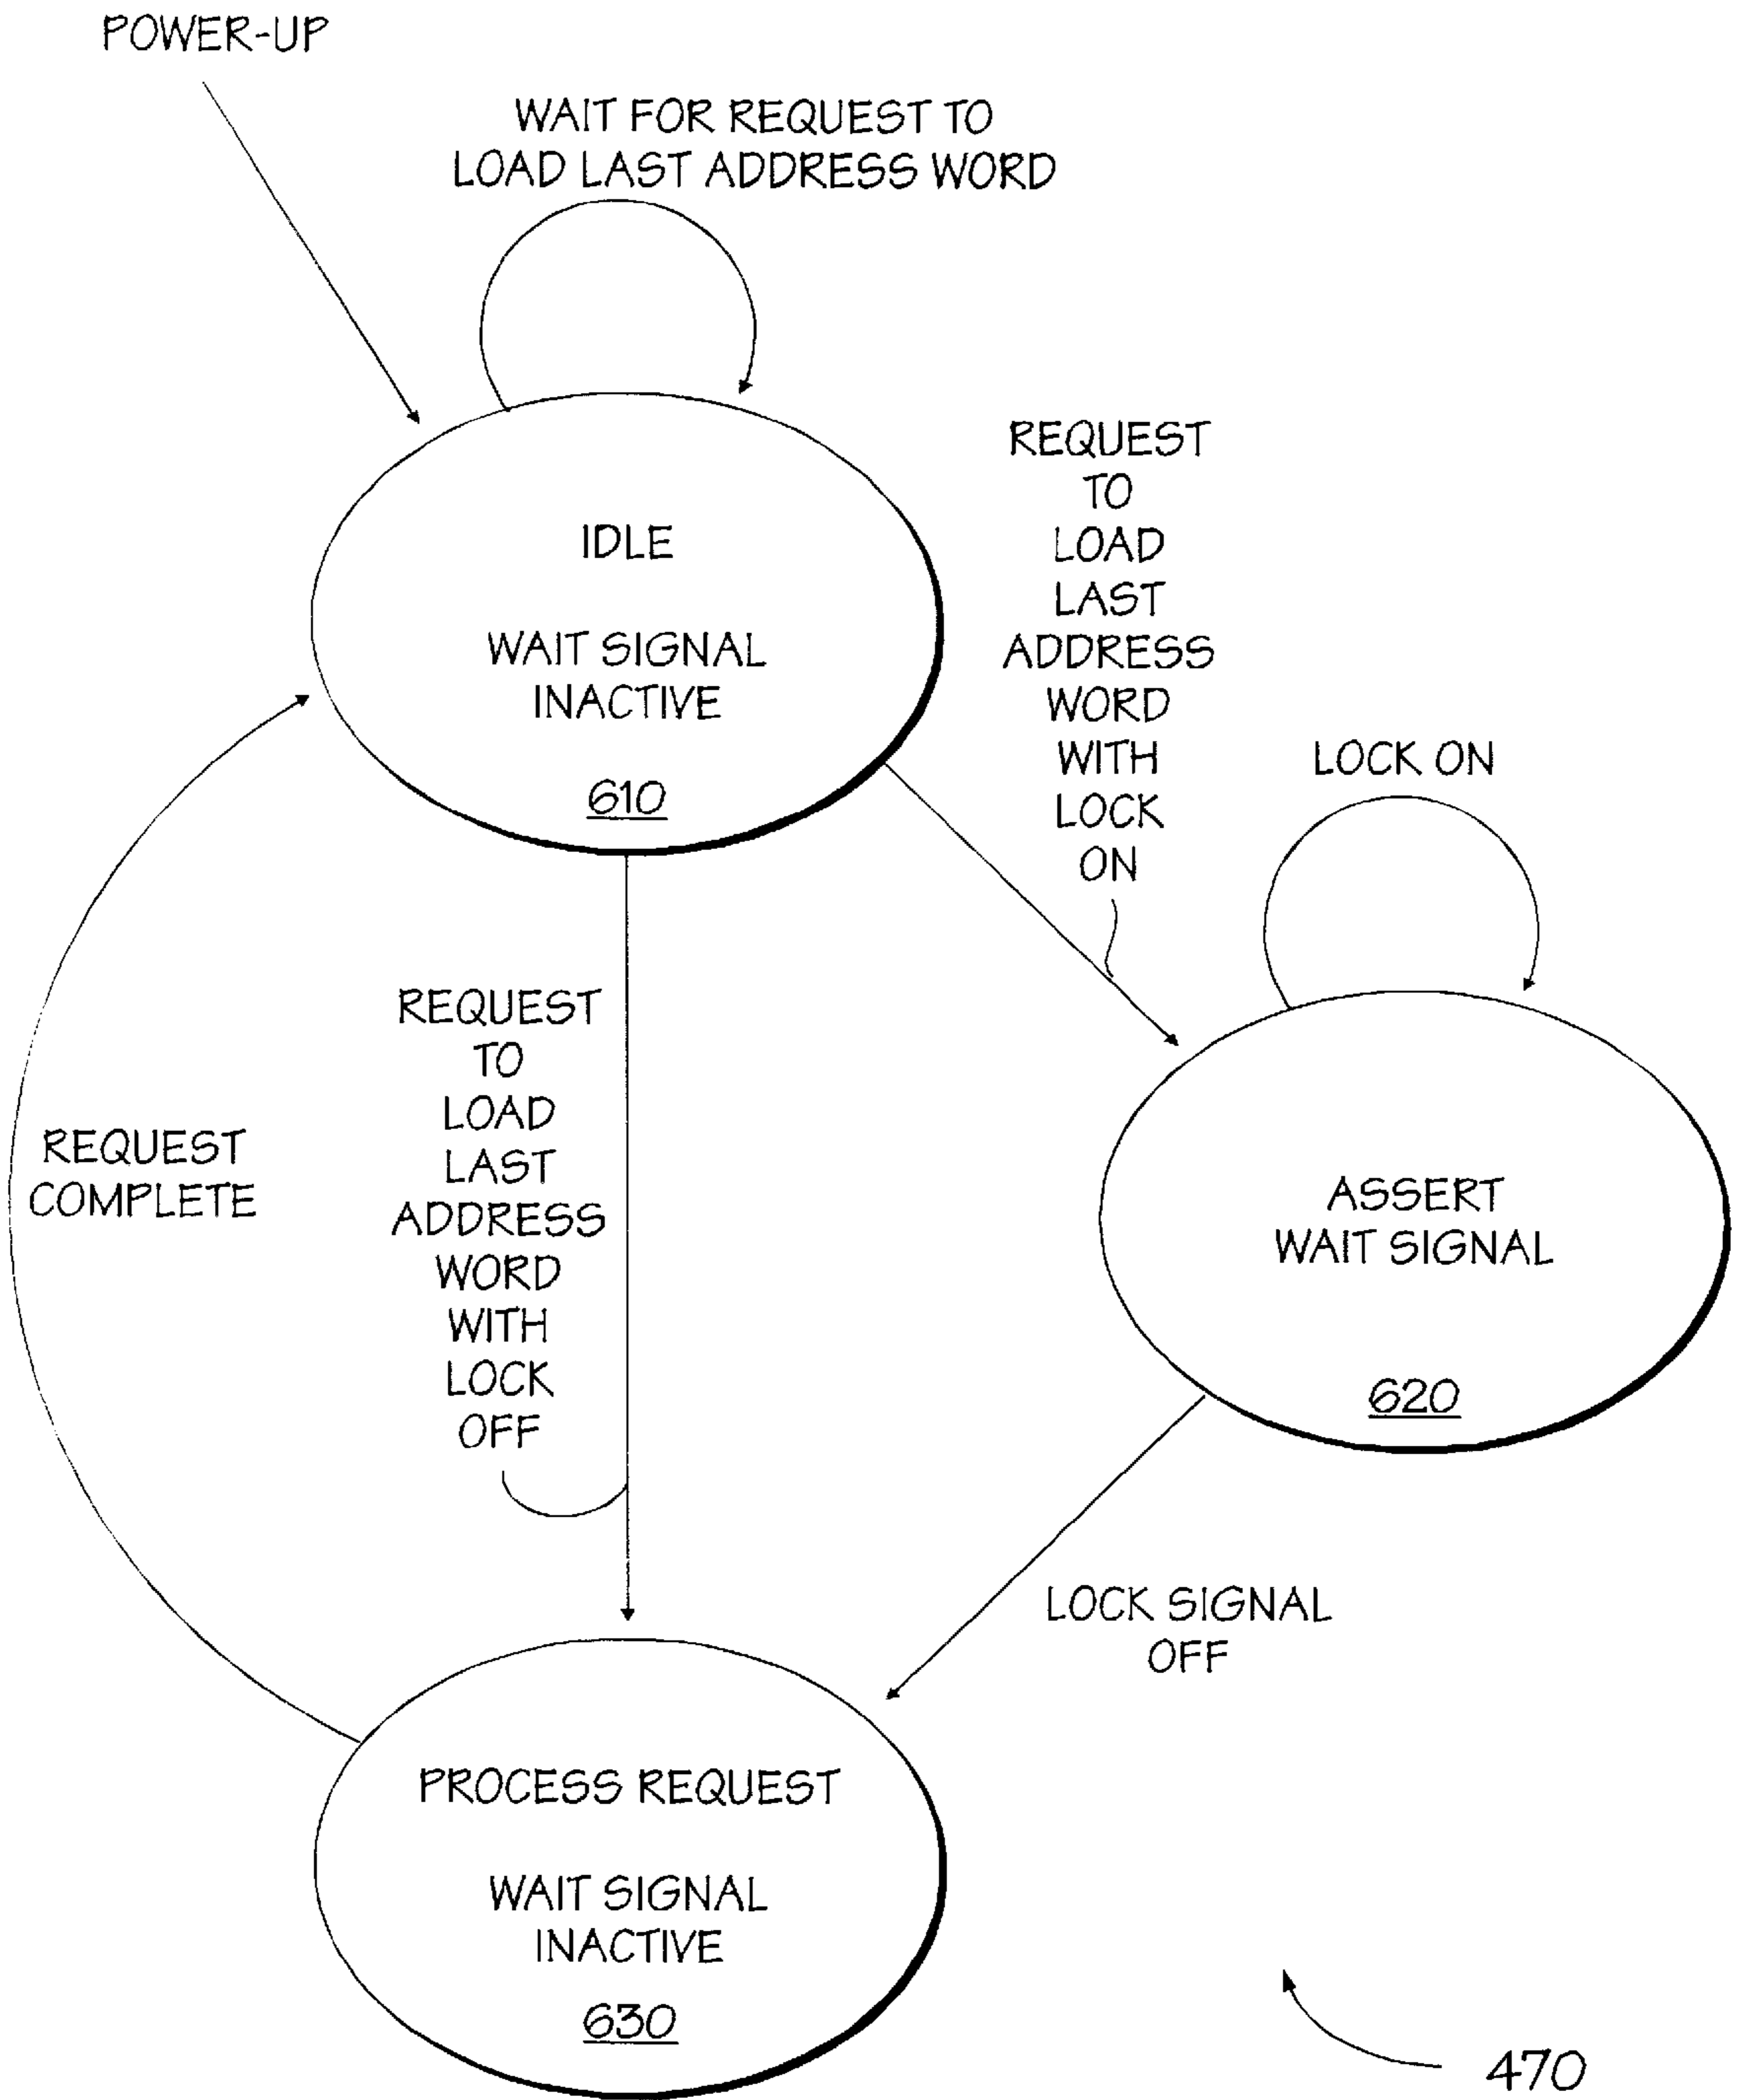 POWER-UP
WAIT FOR REQUEST TO
LOAD LAST ADDRESS WORD
IDLE
WAIT SIGNAL
INACTIVE
610
REQUEST
TO
LOAD
LAST
ADDRESS
WORD
WITH
LOCK
ON
LOCK ON
ASSERT
WAIT SIGNAL
620
REQUEST
TO
LOAD
LAST
ADDRESS
WORD
WITH
LOCK
OFF
REQUEST
COMPLETE
LOCK SIGNAL
OFF
PROCESS REQUEST
WAIT SIGNAL
INACTIVE
630
470